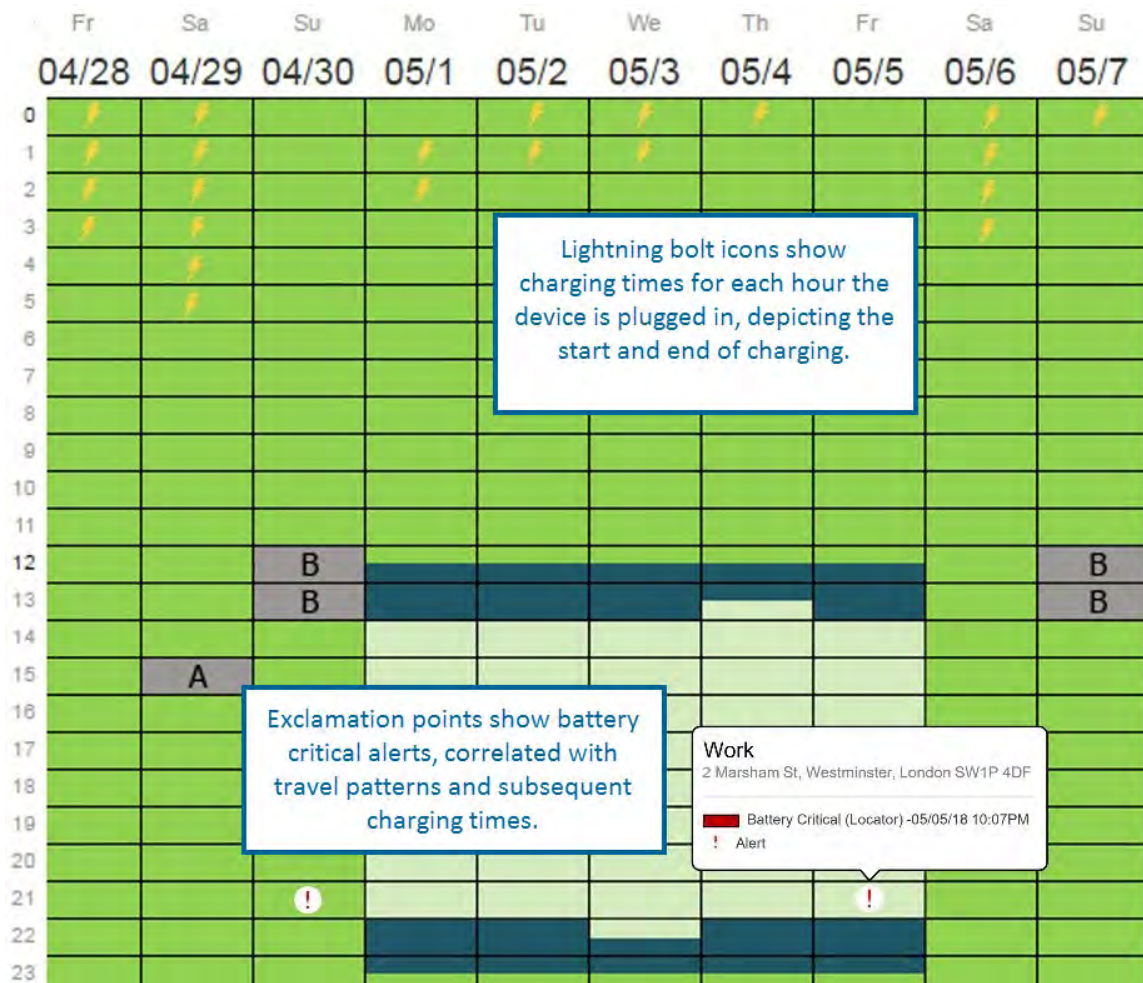 Fr Sa Su Mo Tu We Th Fr Sa Su
04/28 04/29 04/30 05/1 05/2 05/3 05/4 05/5 05/6 05/7
0
1
2
3
Lightning bolt icons show
charging times for each hour the
device is plugged in, depicting the
start and end of charging.
4
5
6
7
8
9
10
11
12 B B
13 B B
14
15 A
16
Exclamation points show battery
critical alerts, correlated with
travel patterns and subsequent
charging times.
17
Work
2 Marsham St, Westminster, London SW1P 4DF
18
19
Battery Critical (Locator) -05/05/18 10:07PM
! Alert
20
21 ! !
22
23